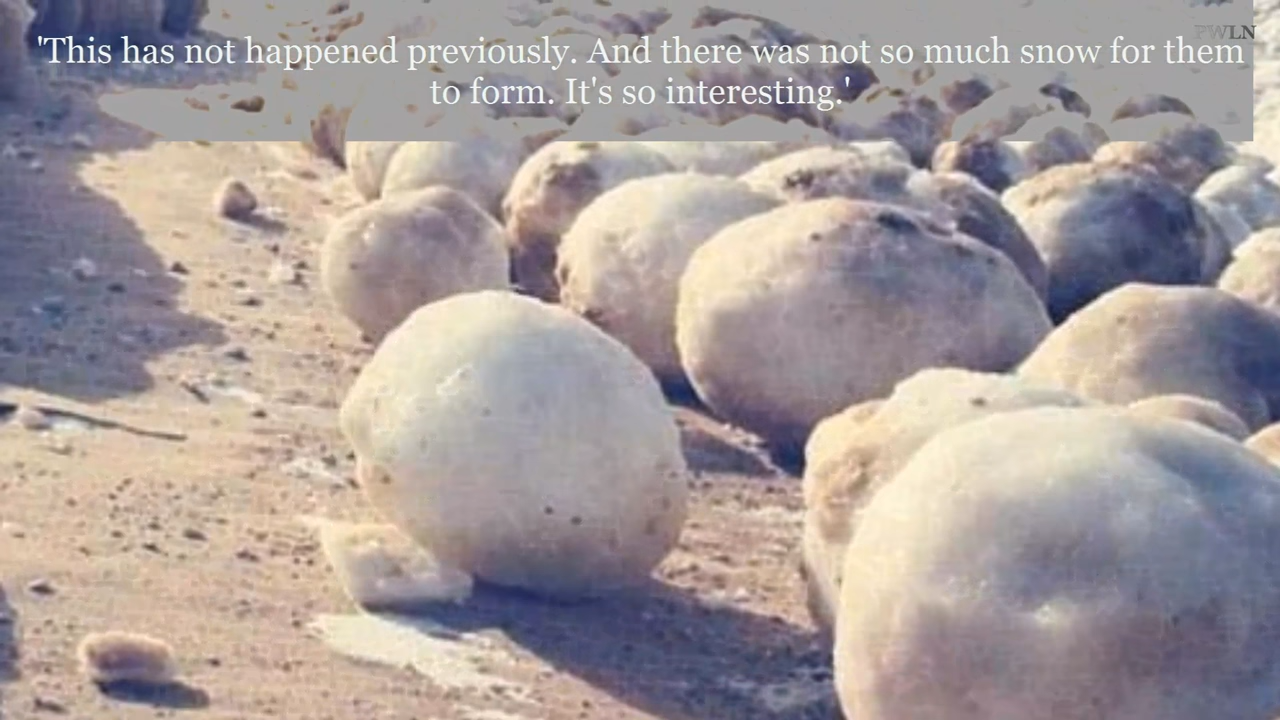 PWLN
'This has not happened previously. And there was not so much snow for them
to form. It's so interesting.'